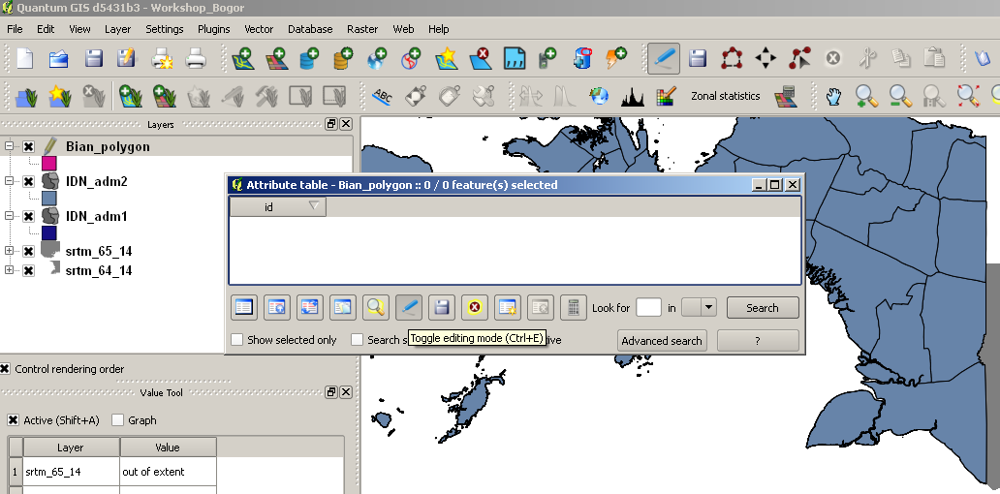 Quantum GIS d5431b3 - Workshop_Bogor
File Edit View Layer Settings Plugins Vector Database Raster Web Help
ABC Zonal statistics
Layers
Bian_polygon
IDN_adm2
IDN_adm1
srtm_65_14
srtm_64_14
Attribute table - Bian_polygon :: 0 / 0 feature(s) selected
id
Look for in Search
Show selected only Search Advanced search ?
Toggle editing mode (Ctrl+E)
Control rendering order
Value Tool
Active (Shift+A) Graph
Layer Value
1 srtm_65_14 out of extent